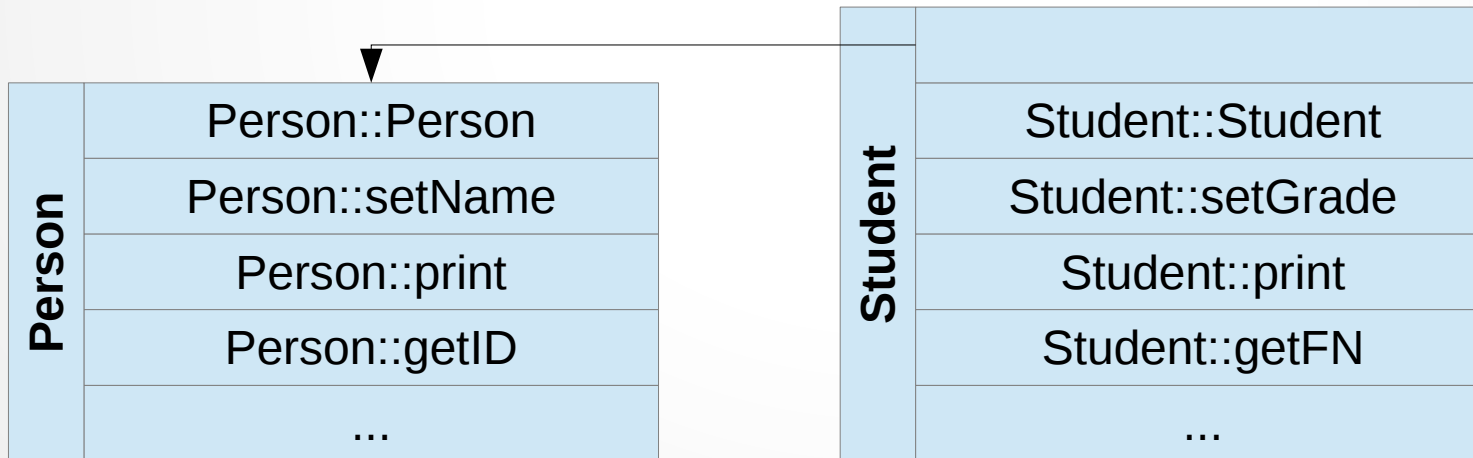 Person
Person::Person
Person::setName
Person::print
Person::getID
...
Student
Student::Student
Student::setGrade
Student::print
Student::getFN
...